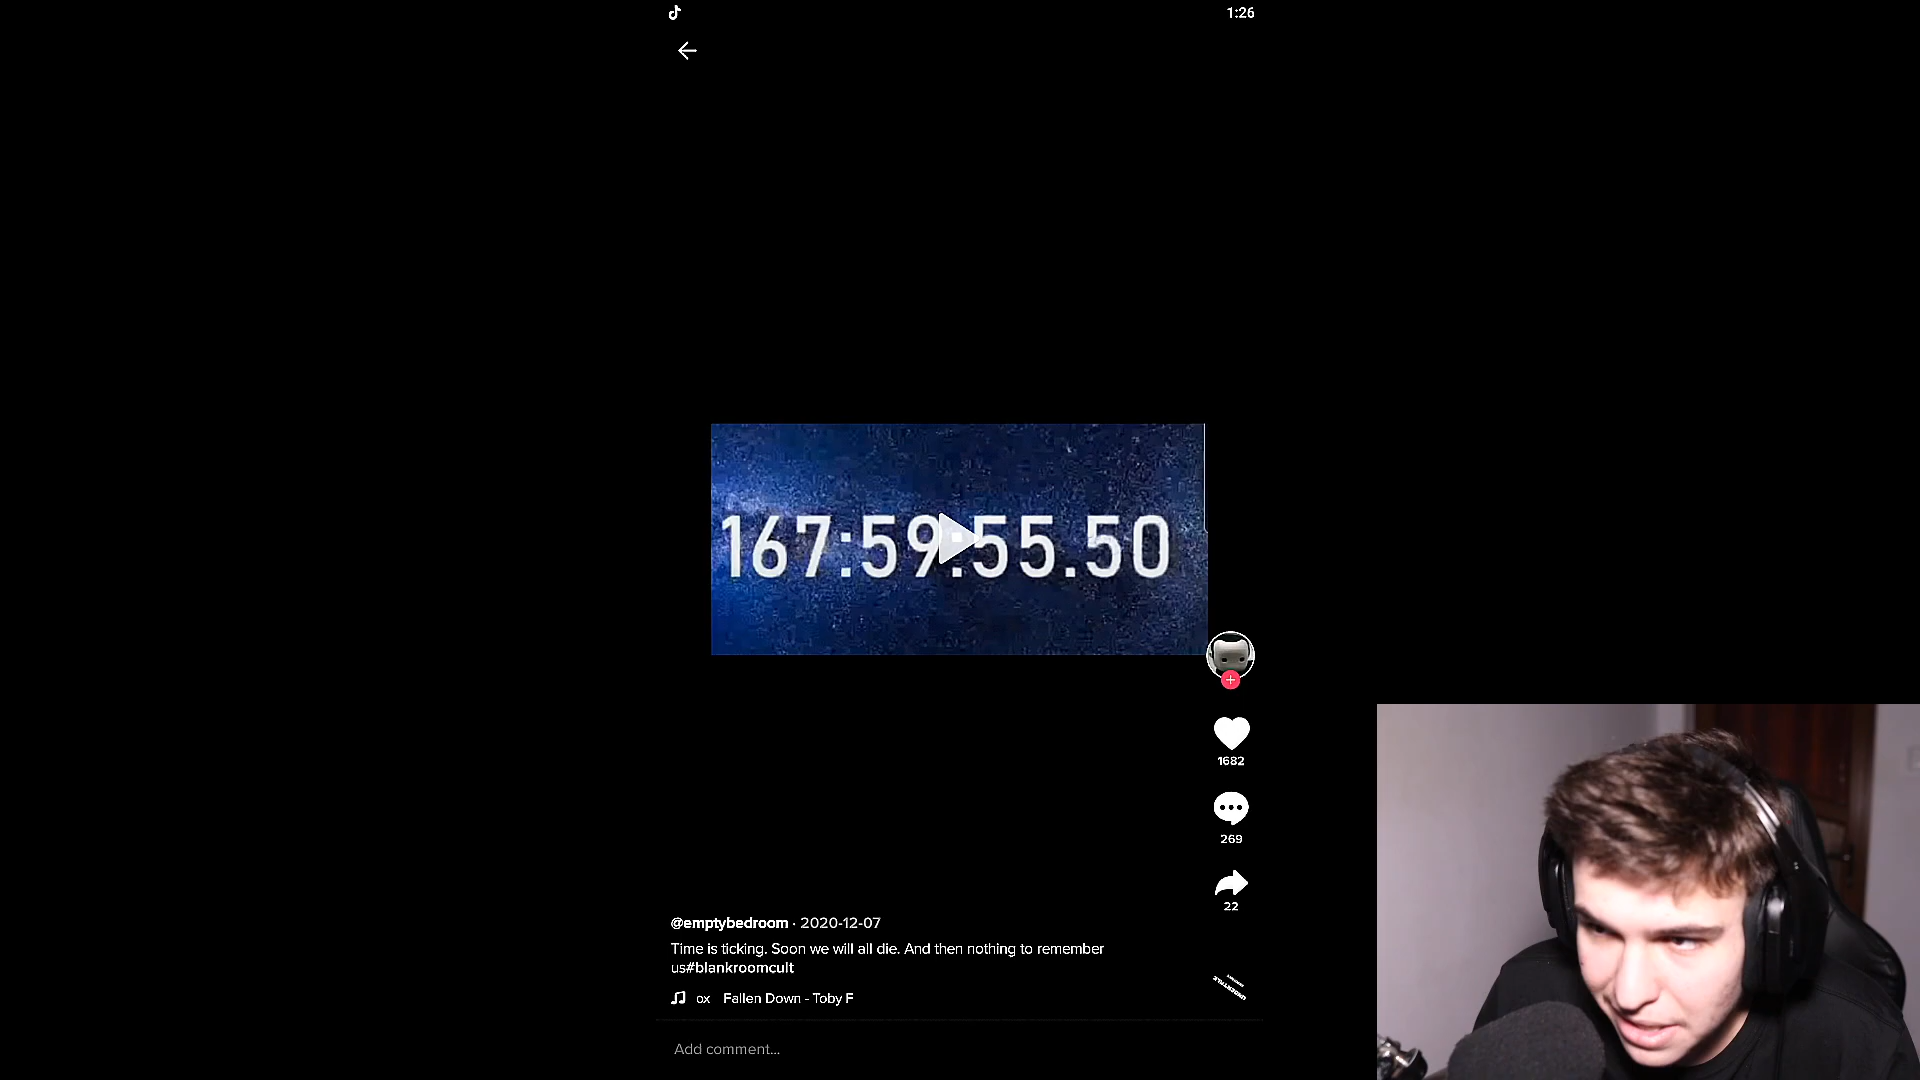 1:26
167:59:55.50
1682
269
22
@emptybedroom · 2020-12-07
Time is ticking. Soon we will all die. And then nothing to remember
us#blankroomcult
ox Fallen Down - Toby F
UNDERTALE
Add comment...